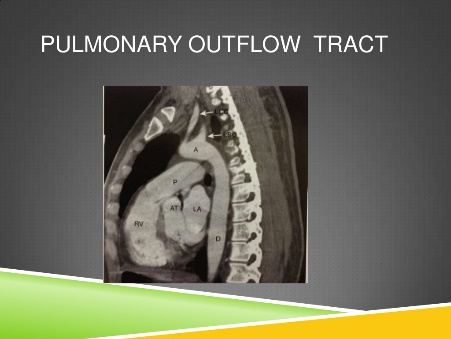 PULMONARY OUTFLOW TRACT
A
P
AT LA
RV
D